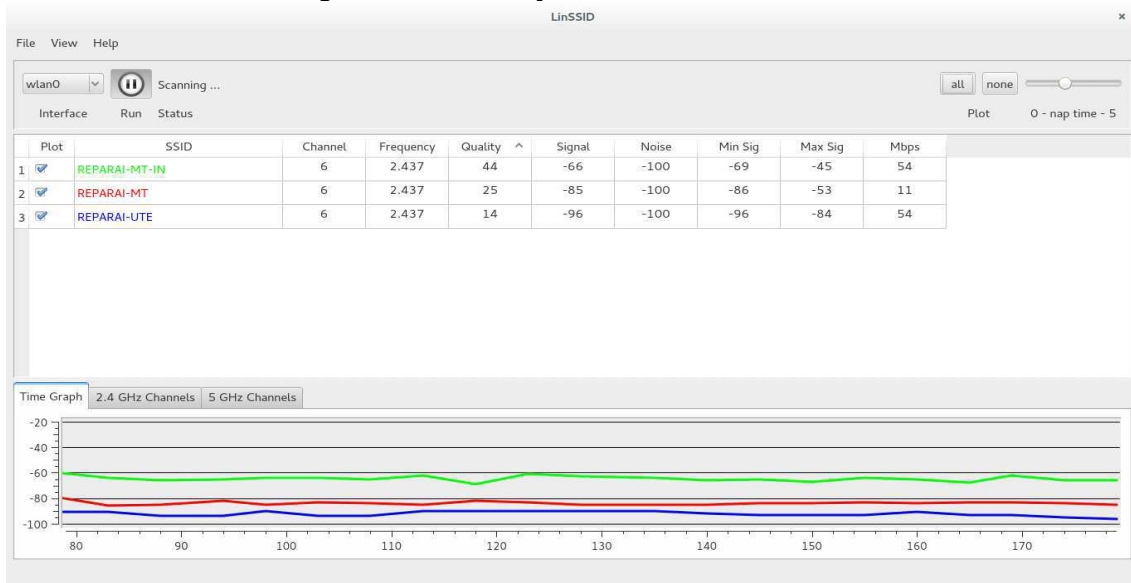 LinSSID
File View Help
wlan0 Scanning ... all none
Interface Run Status Plot 0 - nap time - 5
Plot SSID Channel Frequency Quality Signal Noise Min Sig Max Sig Mbps
1 REPARAI-MT-IN 6 2.437 44 -66 -100 -69 -45 54
2 REPARAI-MT 6 2.437 25 -85 -100 -86 -53 11
3 REPARAI-UTE 6 2.437 14 -96 -100 -96 -84 54
Time Graph 2.4 GHz Channels 5 GHz Channels
-20
-40
-60
-80
-100
80 90 100 110 120 130 140 150 160 170